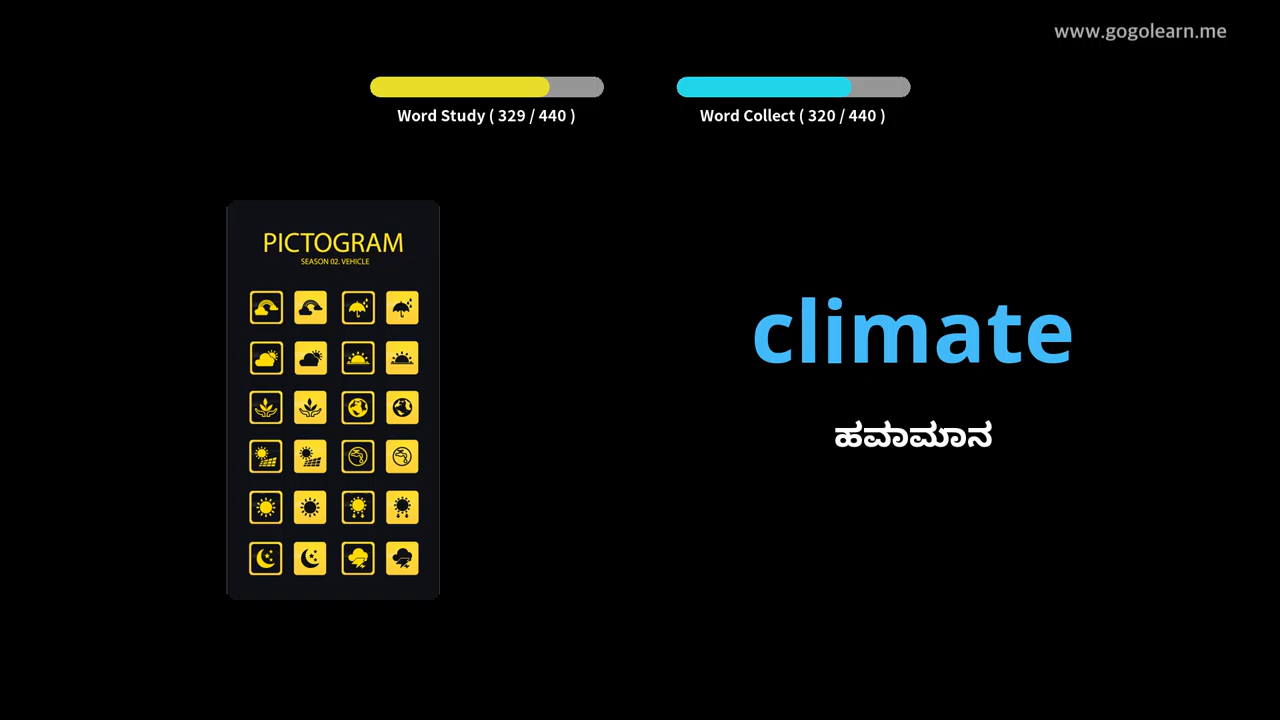 www.gogolearn.me
Word Study ( 329 / 440 )
Word Collect ( 320 / 440 )
PICTOGRAM
SEASON 02. VEHICLE
climate
ಹವಾಮಾನ